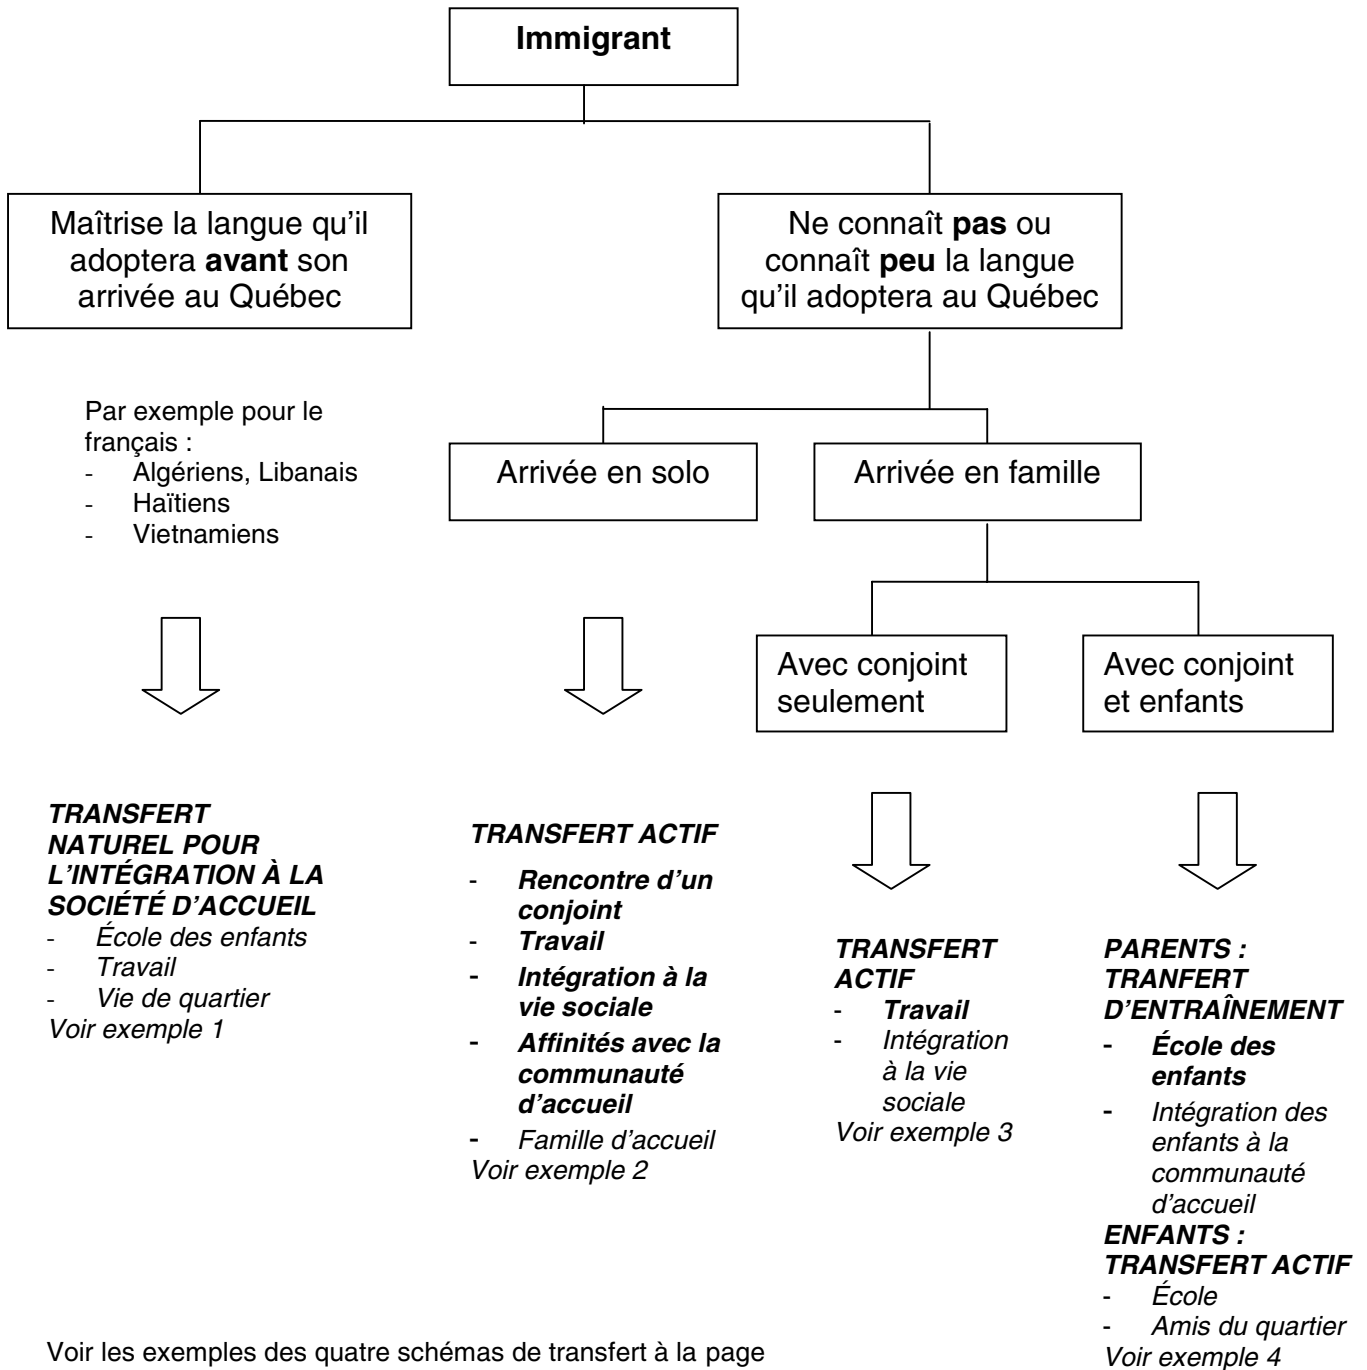 Immigrant
Maîtrise la langue qu'il
adoptera avant son
arrivée au Québec
Ne connaît pas ou
connaît peu la langue
qu'il adoptera au Québec
Par exemple pour le
français :
- Algériens, Libanais
- Haïtiens
- Vietnamiens
Arrivée en solo
Arrivée en famille
Avec conjoint
seulement
Avec conjoint
et enfants
TRANSFERT
NATUREL POUR
L'INTÉGRATION À LA
SOCIÉTÉ D'ACCUEIL
- École des enfants
- Travail
- Vie de quartier
Voir exemple 1
TRANSFERT ACTIF
- Rencontre d'un
conjoint
- Travail
- Intégration à la
vie sociale
- Affinités avec la
communauté
d'accueil
- Famille d'accueil
Voir exemple 2
TRANSFERT
ACTIF
- Travail
- Intégration
à la vie
sociale
Voir exemple 3
PARENTS :
TRANFERT
D'ENTRAÎNEMENT
- École des
enfants
- Intégration des
enfants à la
communauté
d'accueil
ENFANTS :
TRANSFERT ACTIF
- École
- Amis du quartier
Voir exemple 4
Voir les exemples des quatre schémas de transfert à la page